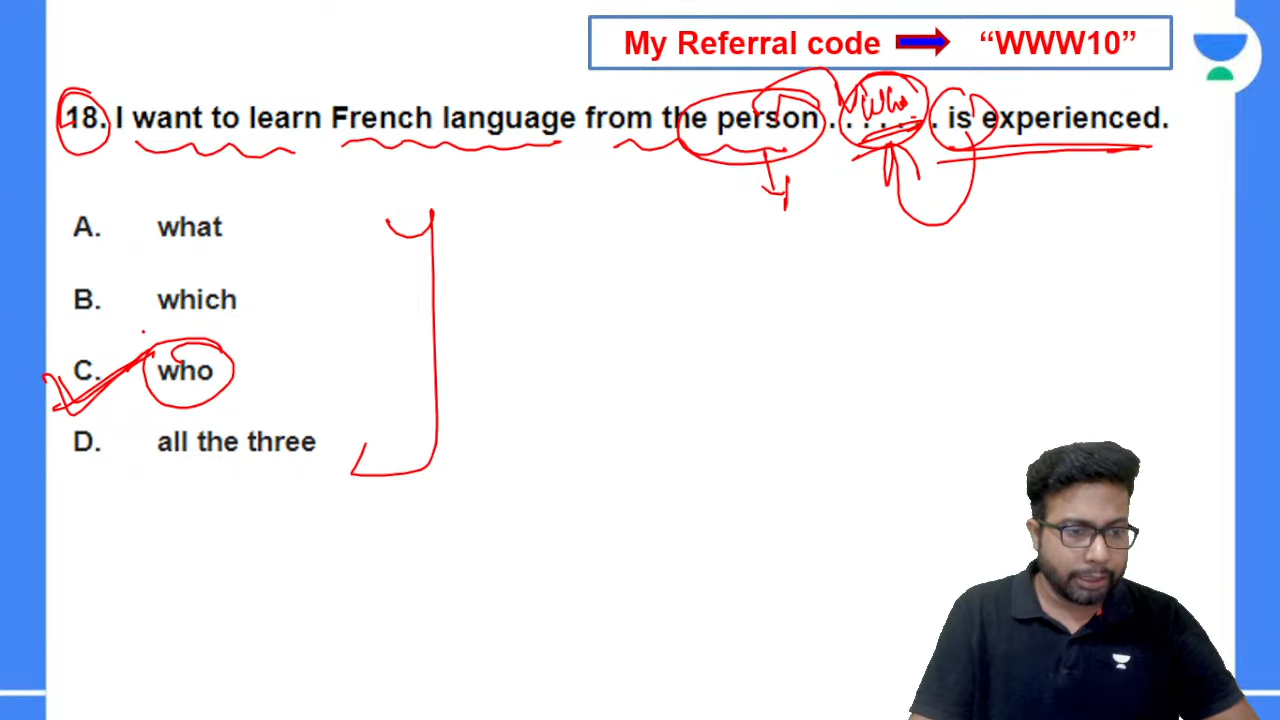 My Referral code “WWW10”
18. I want to learn French language from the person . . . . . . . is experienced.
who
A. what
B. which
C. who
D. all the three